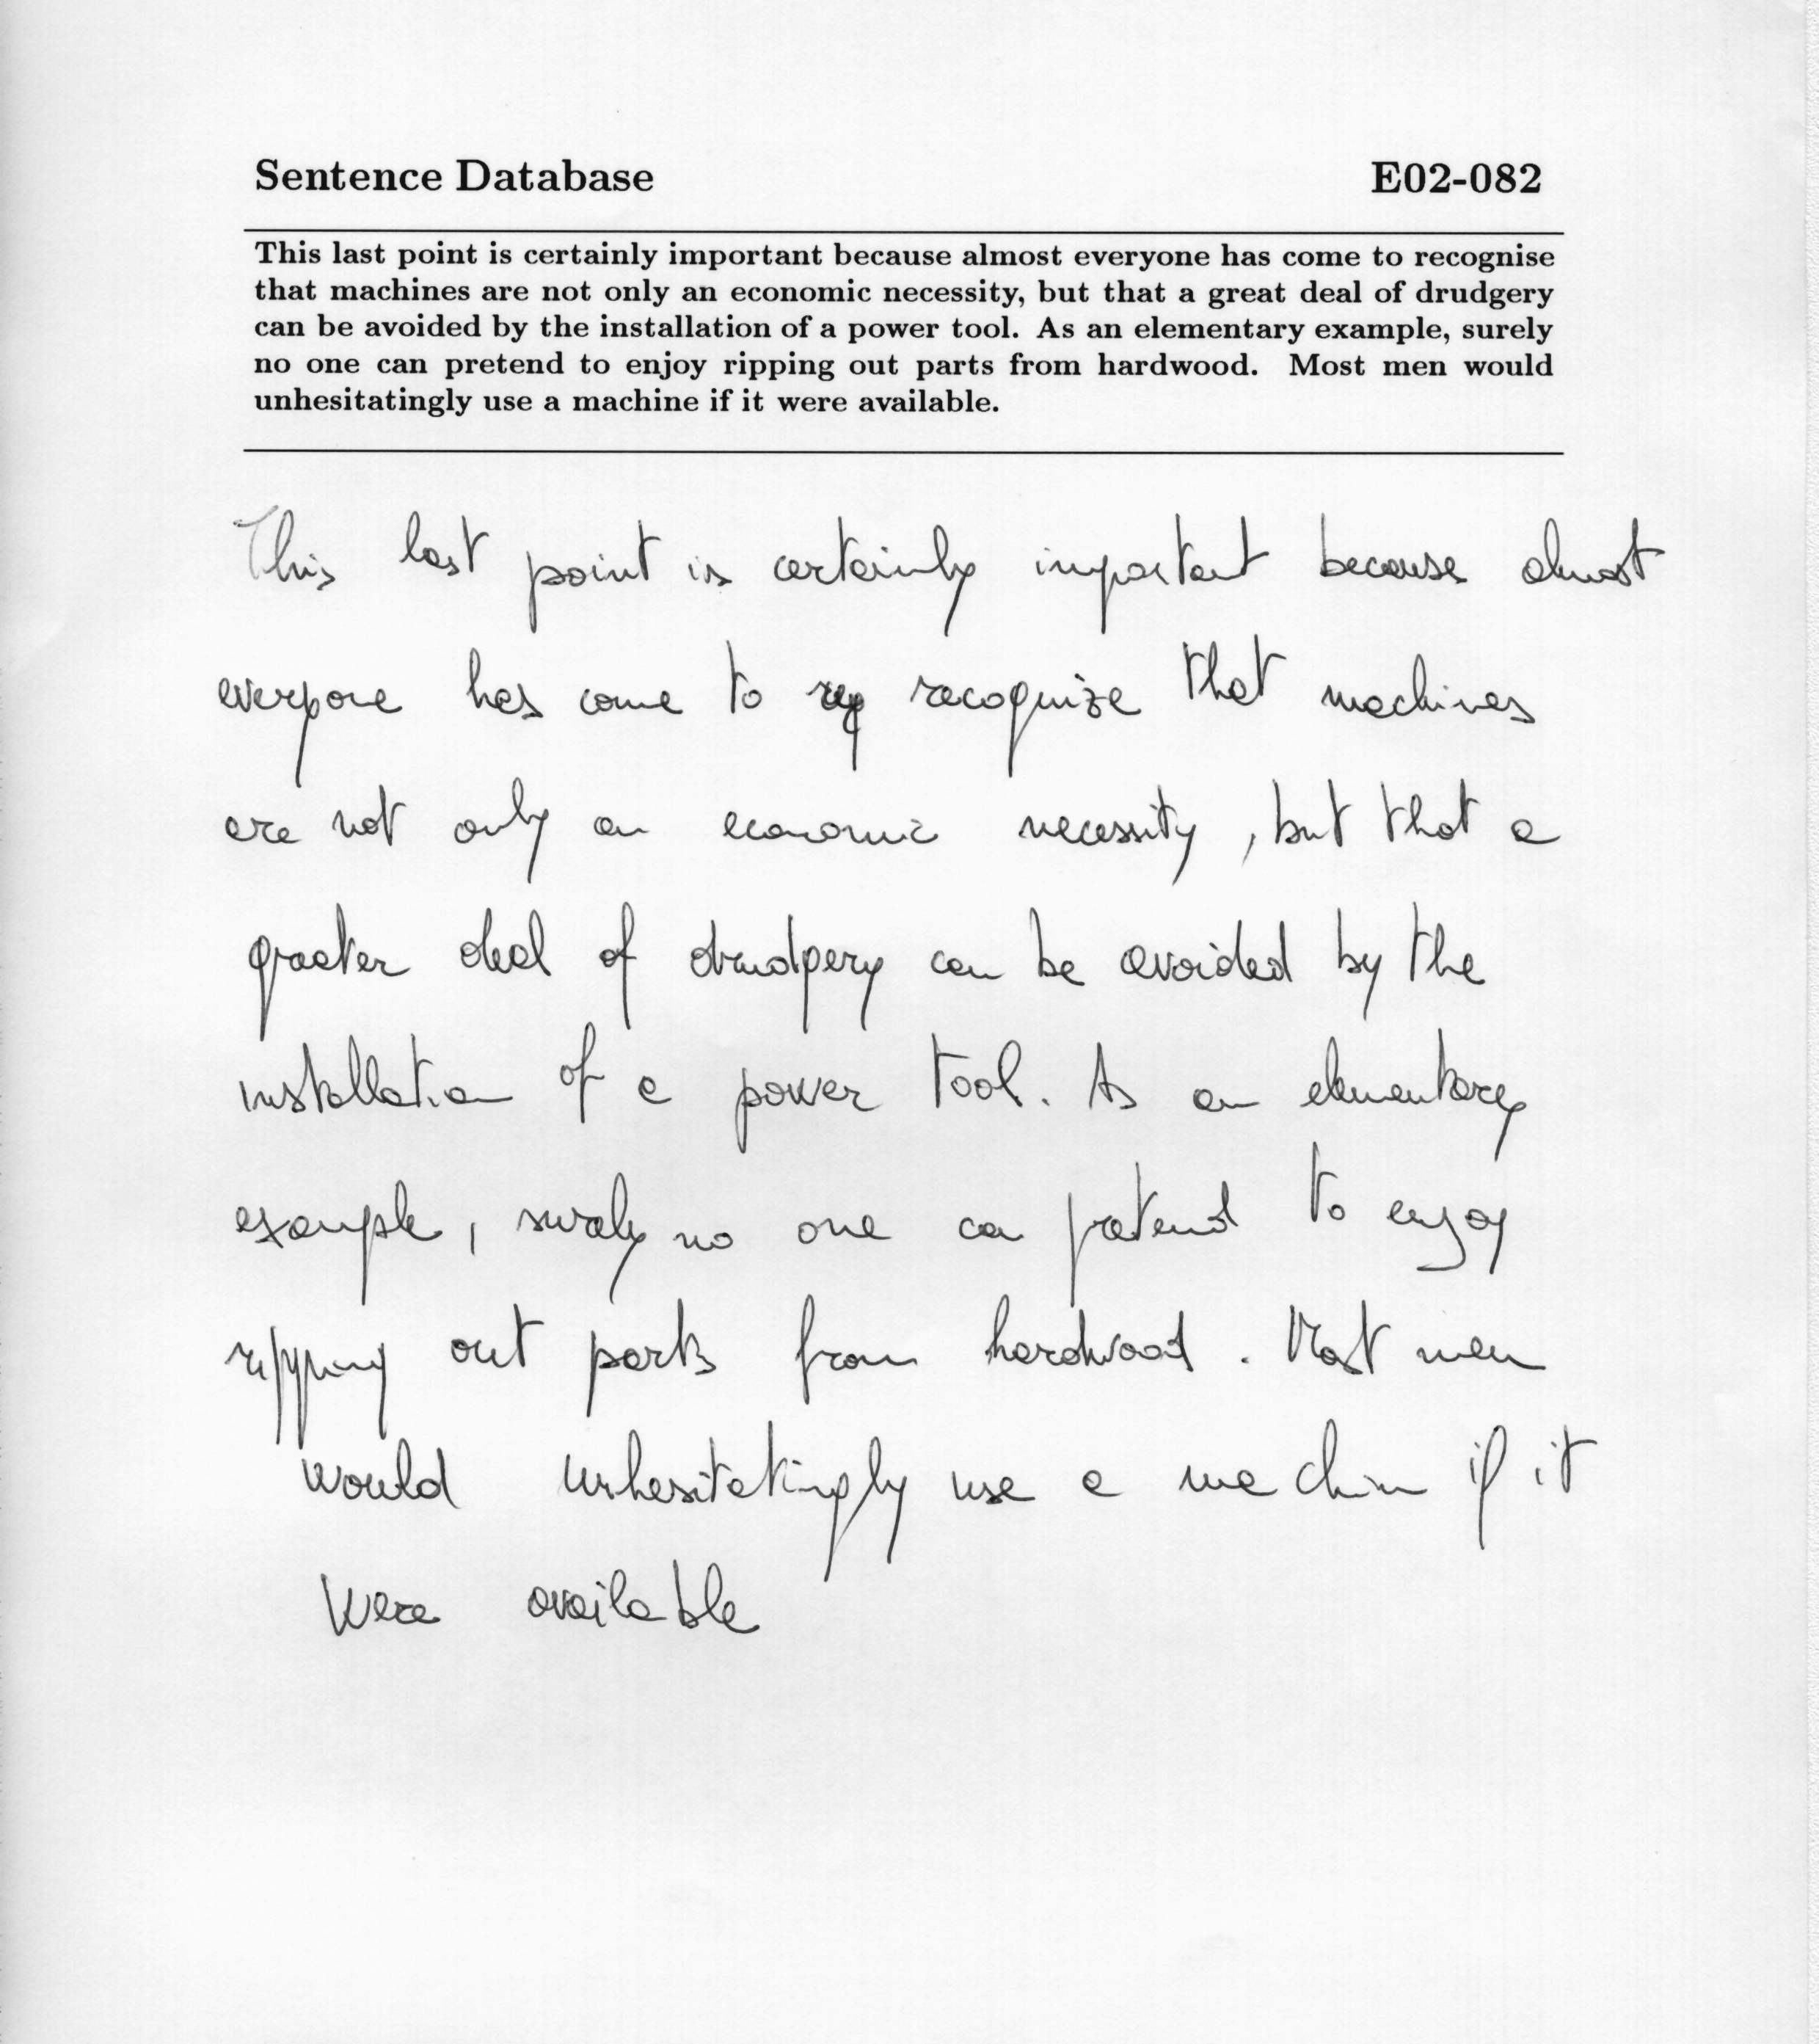 Sentence Database E02-082
This last point is certainly important because almost everyone has come to recognise
that machines are not only an economic necessity, but that a great deal of drudgery
can be avoided by the installation of a power tool. As an elementary example, surely
no one can pretend to enjoy ripping out parts from hardwood. Most men would
unhesitatingly use a machine if it were available.
This last point is certainly important because almost
everyone has come to recognize that machines
are not only an economic necessity, but that a
greater deal of drudgery can be avoided by the
installation of a power tool. As an elementary
example, surely no one can pretend to enjoy
ripping out parts from hardwood. Most men
would unhesitatingly use a machine if it
were available